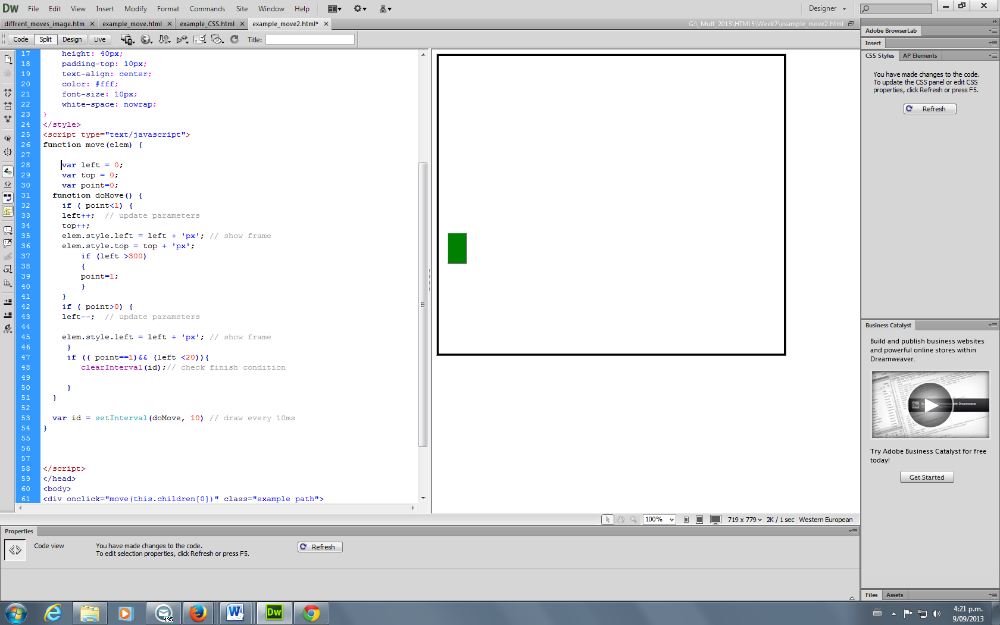 Dw File Edit View Insert Modify Format Commands Site Window Help Designer
diffrent_moves_image.htm × example_move.html × example_CSS.html × example_move2.html* × G:\_Mult_2013\HTML5\Week7\example_move2.html
Code Split Design Live Title:
17 height: 40px;
18 padding-top: 10px;
19 text-align: center;
20 color: #fff;
21 font-size: 10px;
22 white-space: nowrap;
23 }
24 </style>
25 <script type="text/javascript">
26 function move(elem) {
27
28 var left = 0;
29 var top = 0;
30 var point=0;
31 function doMove() {
32 if ( point<1) {
33 left++;  // update parameters
34 top++;
35 elem.style.left = left + 'px'; // show frame
36 elem.style.top = top + 'px';
37 if (left >300)
38 {
39 point=1;
40 }
41 }
42 if ( point>0) {
43 left--;  // update parameters
44
45 elem.style.left = left + 'px'; // show frame
46 }
47 if (( point==1)&& (left <20)){
48 clearInterval(id);// check finish condition
49
50 }
51 }
52
53 var id = setInterval(doMove, 10) // draw every 10ms
54 }
55
56
57
58 </script>
59 </head>
60 <body>
61 <div onclick="move(this.children[0])" class="example_path">
100% 719 x 779 2K / 1 sec Western European
Adobe BrowserLab
Insert
CSS Styles AP Elements
You have made changes to the code.
To update the CSS panel or edit CSS
properties, click Refresh or press F5.
Refresh
Business Catalyst
Build and publish business websites
and powerful online stores within
Dreamweaver.
Try Adobe Business Catalyst for free
today!
Get Started
Files Assets
Properties
Code view
You have made changes to the code.
To edit selection properties, click Refresh or press F5.
Refresh
495
Dw
4:21 p.m.
9/09/2013